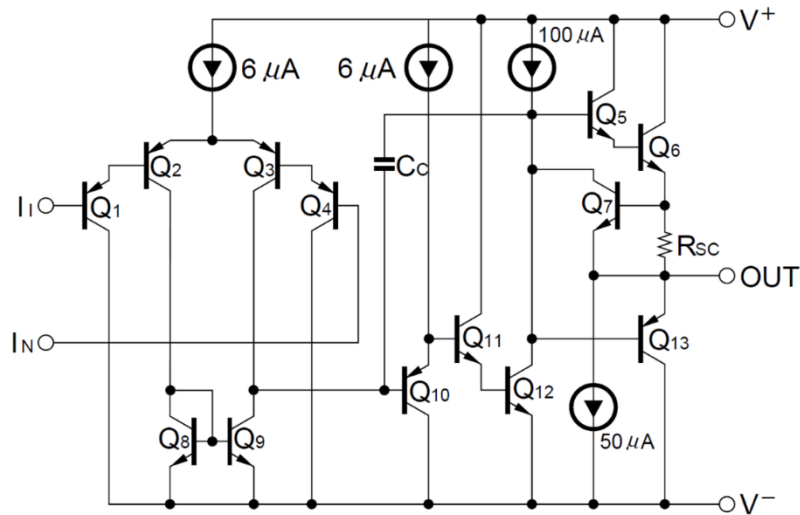 V+
6 μA
6 μA
100 μA
Q5
Q2
Q3
CC
Q6
II
Q1
Q4
Q7
RSC
OUT
IN
Q11
Q13
Q10
Q12
Q8
Q9
50 μA
V−